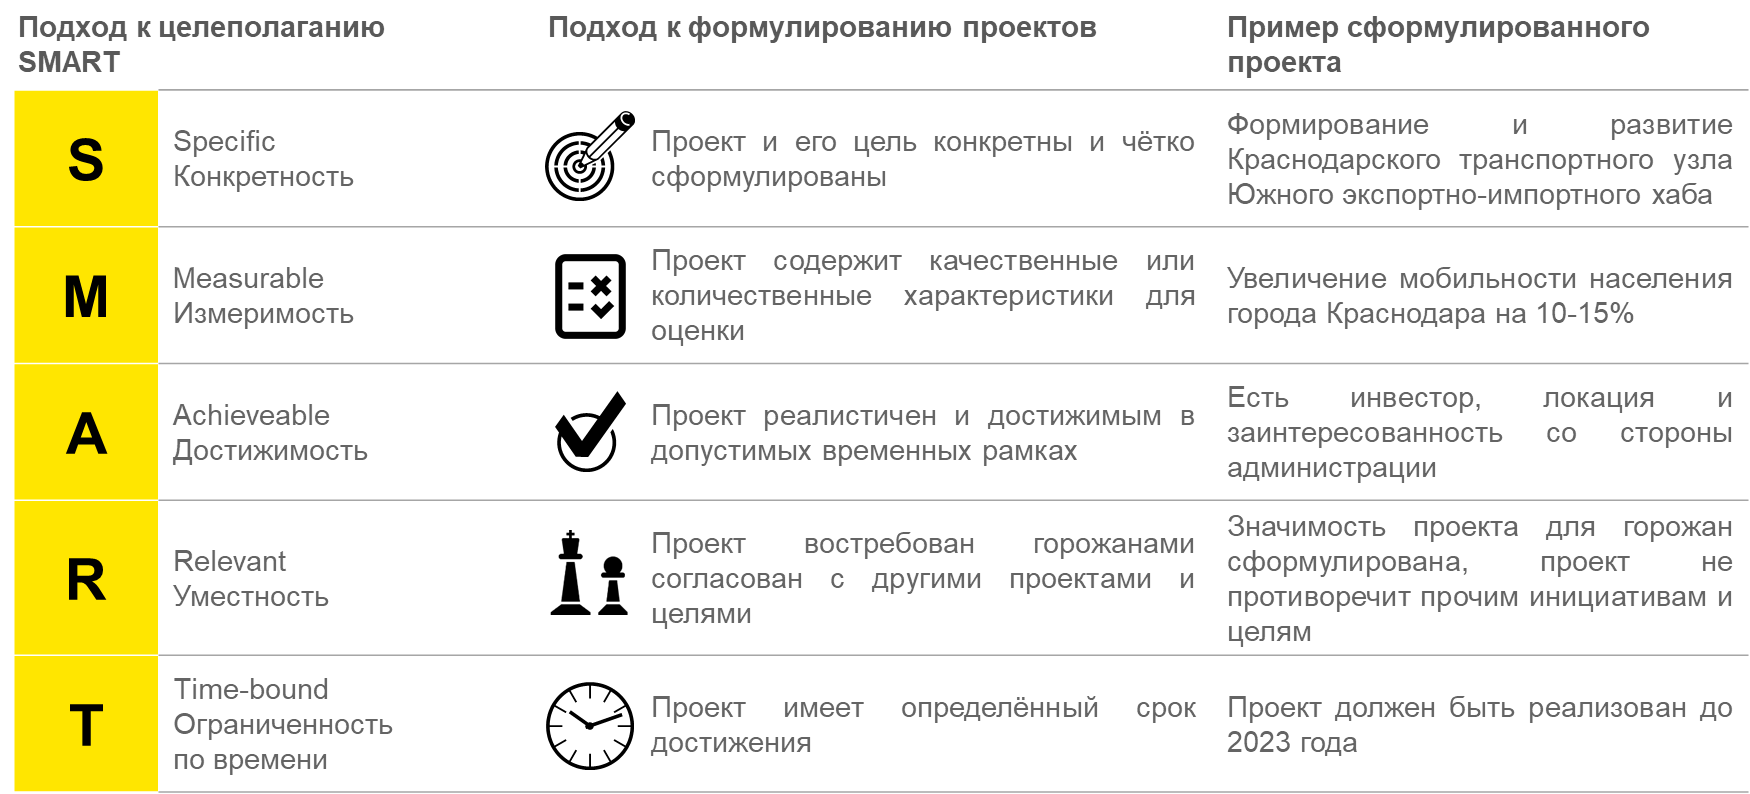 Подход к целеполаганию
SMART
Подход к формулированию проектов
Пример сформулированного
проекта
S
Specific
Конкретность
Проект и его цель конкретны и чётко
сформулированы
Формирование и развитие
Краснодарского транспортного узла
Южного экспортно-импортного хаба
M
Measurable
Измеримость
Проект содержит качественные или
количественные характеристики для
оценки
Увеличение мобильности населения
города Краснодара на 10-15%
A
Achieveable
Достижимость
Проект реалистичен и достижимым в
допустимых временных рамках
Есть инвестор, локация и
заинтересованность со стороны
администрации
R
Relevant
Уместность
Проект востребован горожанами
согласован с другими проектами и
целями
Значимость проекта для горожан
сформулирована, проект не
противоречит прочим инициативам и
целям
T
Time-bound
Ограниченность
по времени
Проект имеет определённый срок
достижения
Проект должен быть реализован до
2023 года